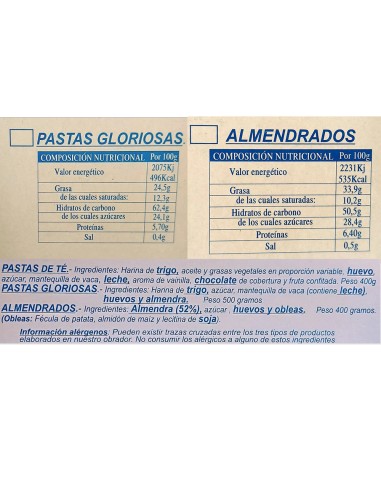 PASTAS GLORIOSAS
COMPOSICIÓN NUTRICIONAL Por 100g
Valor energético 2075Kj
496Kcal
Grasa 24,5g
de las cuales saturadas: 12,3g
Hidratos de carbono 62,4g
de los cuales azúcares 24,1g
Proteínas 5,70g
Sal 0,4g
ALMENDRADOS
COMPOSICIÓN NUTRICIONAL Por 100g
Valor energético 2231Kj
535Kcal
Grasa 33,9g
de las cuales saturadas: 10,2g
Hidratos de carbono 50,5g
de los cuales azúcares 28,4g
Proteínas 6,40g
Sal 0,5g
PASTAS DE TÉ.- Ingredientes: Harina de trigo, aceite y grasas vegetales en proporción variable, huevo,
azúcar, mantequilla de vaca, leche, aroma de vainilla, chocolate de cobertura y fruta confitada. Peso 400g
PASTAS GLORIOSAS.- Ingredientes: Harina de trigo, azúcar, mantequilla de vaca (contiene leche),
huevos y almendra. Peso 500 gramos
ALMENDRADOS.- Ingredientes: Almendra (52%), azúcar, huevos y obleas. Peso 400 gramos.
(Obleas: Fécula de patata, almidón de maíz y lecitina de soja).
Información alérgenos: Pueden existir trazas cruzadas entre los tres tipos de productos
elaborados en nuestro obrador. No consumir los alérgicos a alguno de estos ingredientes